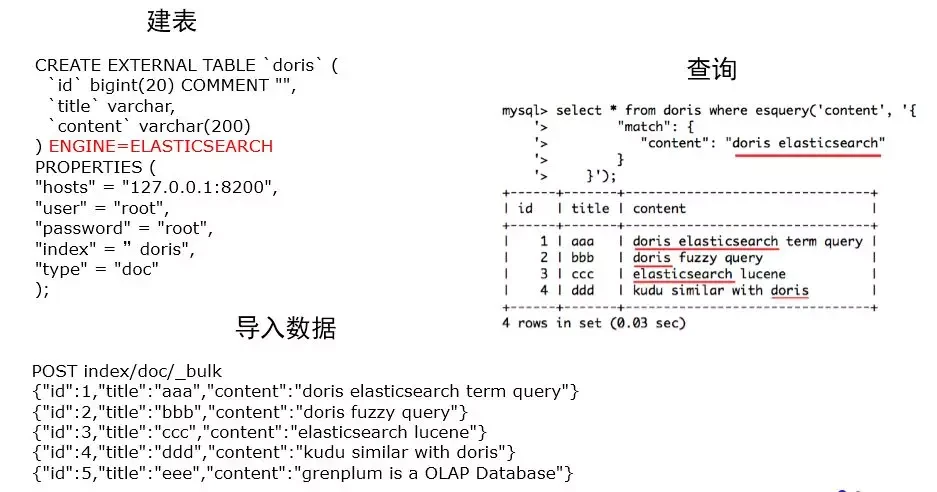 建表
CREATE EXTERNAL TABLE `doris` (
  `id` bigint(20) COMMENT "",
  `title` varchar,
  `content` varchar(200)
) ENGINE=ELASTICSEARCH
PROPERTIES (
"hosts" = "127.0.0.1:8200",
"user" = "root",
"password" = "root",
"index" = ” doris",
"type" = "doc"
);
查询
mysql> select * from doris where esquery('content', '{
    '>         "match": {
    '>            "content": "doris elasticsearch"
    '>         }
    '>     }');
+------+-------+---------------------------------+
| id   | title | content                         |
+------+-------+---------------------------------+
|    1 | aaa   | doris elasticsearch term query |
|    2 | bbb   | doris fuzzy query               |
|    3 | ccc   | elasticsearch lucene            |
|    4 | ddd   | kudu similar with doris         |
+------+-------+---------------------------------+
4 rows in set (0.03 sec)
导入数据
POST index/doc/_bulk
{"id":1,"title":"aaa","content":"doris elasticsearch term query"}
{"id":2,"title":"bbb","content":"doris fuzzy query"}
{"id":3,"title":"ccc","content":"elasticsearch lucene"}
{"id":4,"title":"ddd","content":"kudu similar with doris"}
{"id":5,"title":"eee","content":"grenplum is a OLAP Database"}